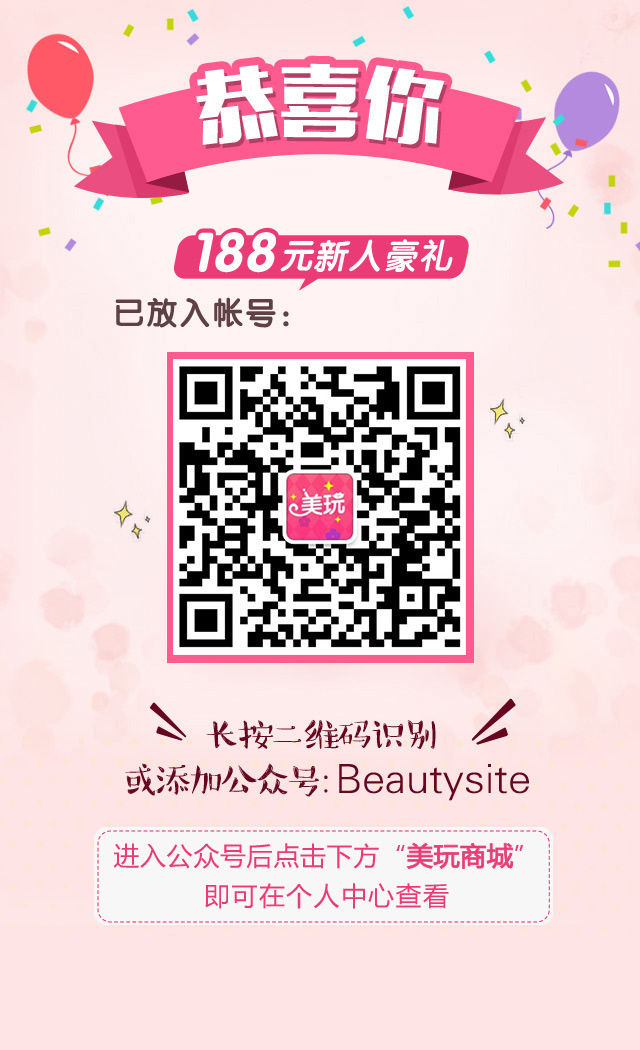 恭喜你
188元新人豪礼
已放入帐号：
美玩
长按二维码识别
或添加公众号: Beautysite
进入公众号后点击下方“美玩商城”
即可在个人中心查看